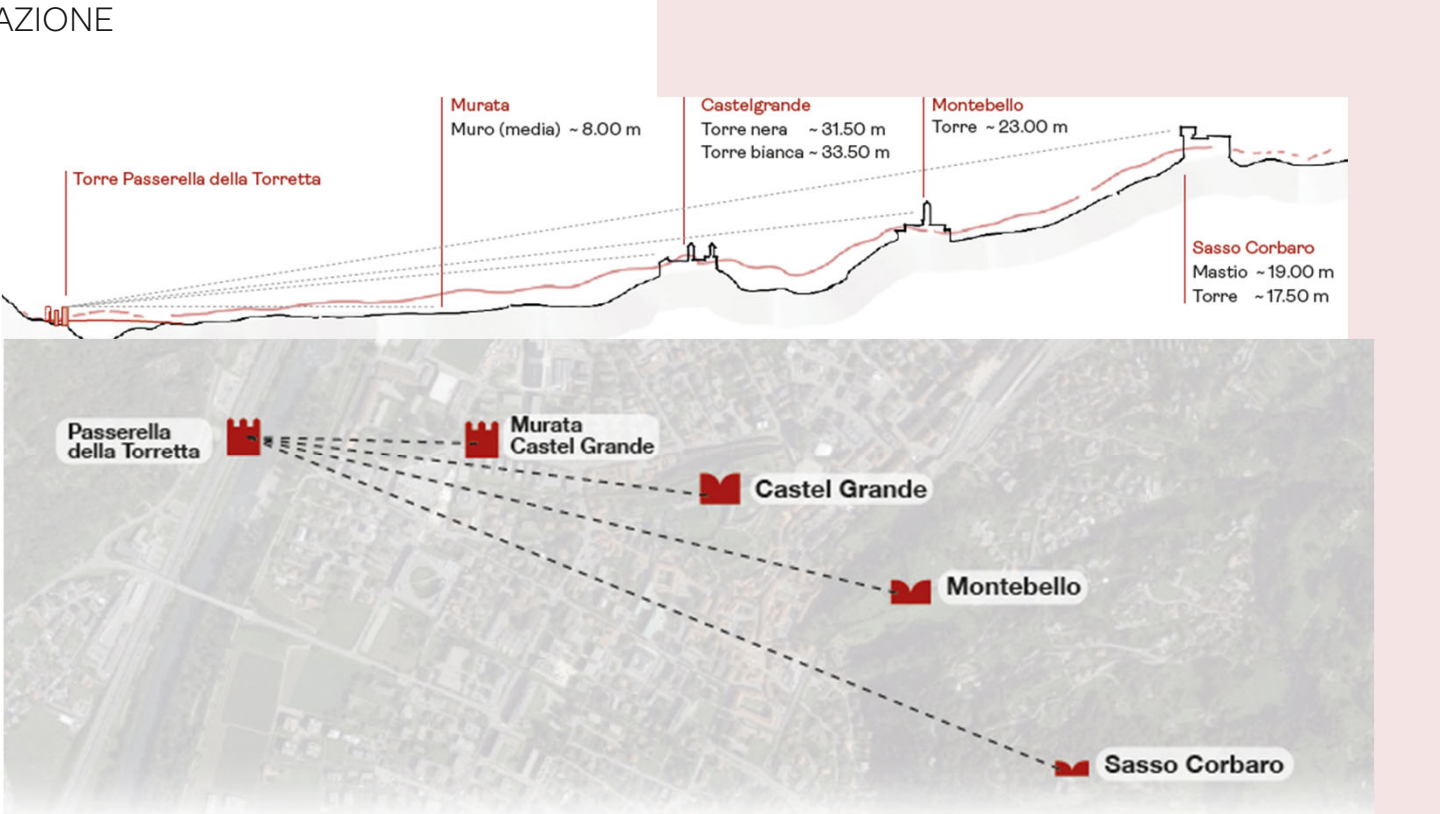 AZIONE
Murata
Muro (media) ~ 8.00 m
Castelgrande
Torre nera ~ 31.50 m
Torre bianca ~ 33.50 m
Montebello
Torre ~ 23.00 m
Torre Passerella della Torretta
Sasso Corbaro
Mastio ~ 19.00 m
Torre ~ 17.50 m
Passerella
della Torretta
Murata
Castel Grande
Castel Grande
Montebello
Sasso Corbaro